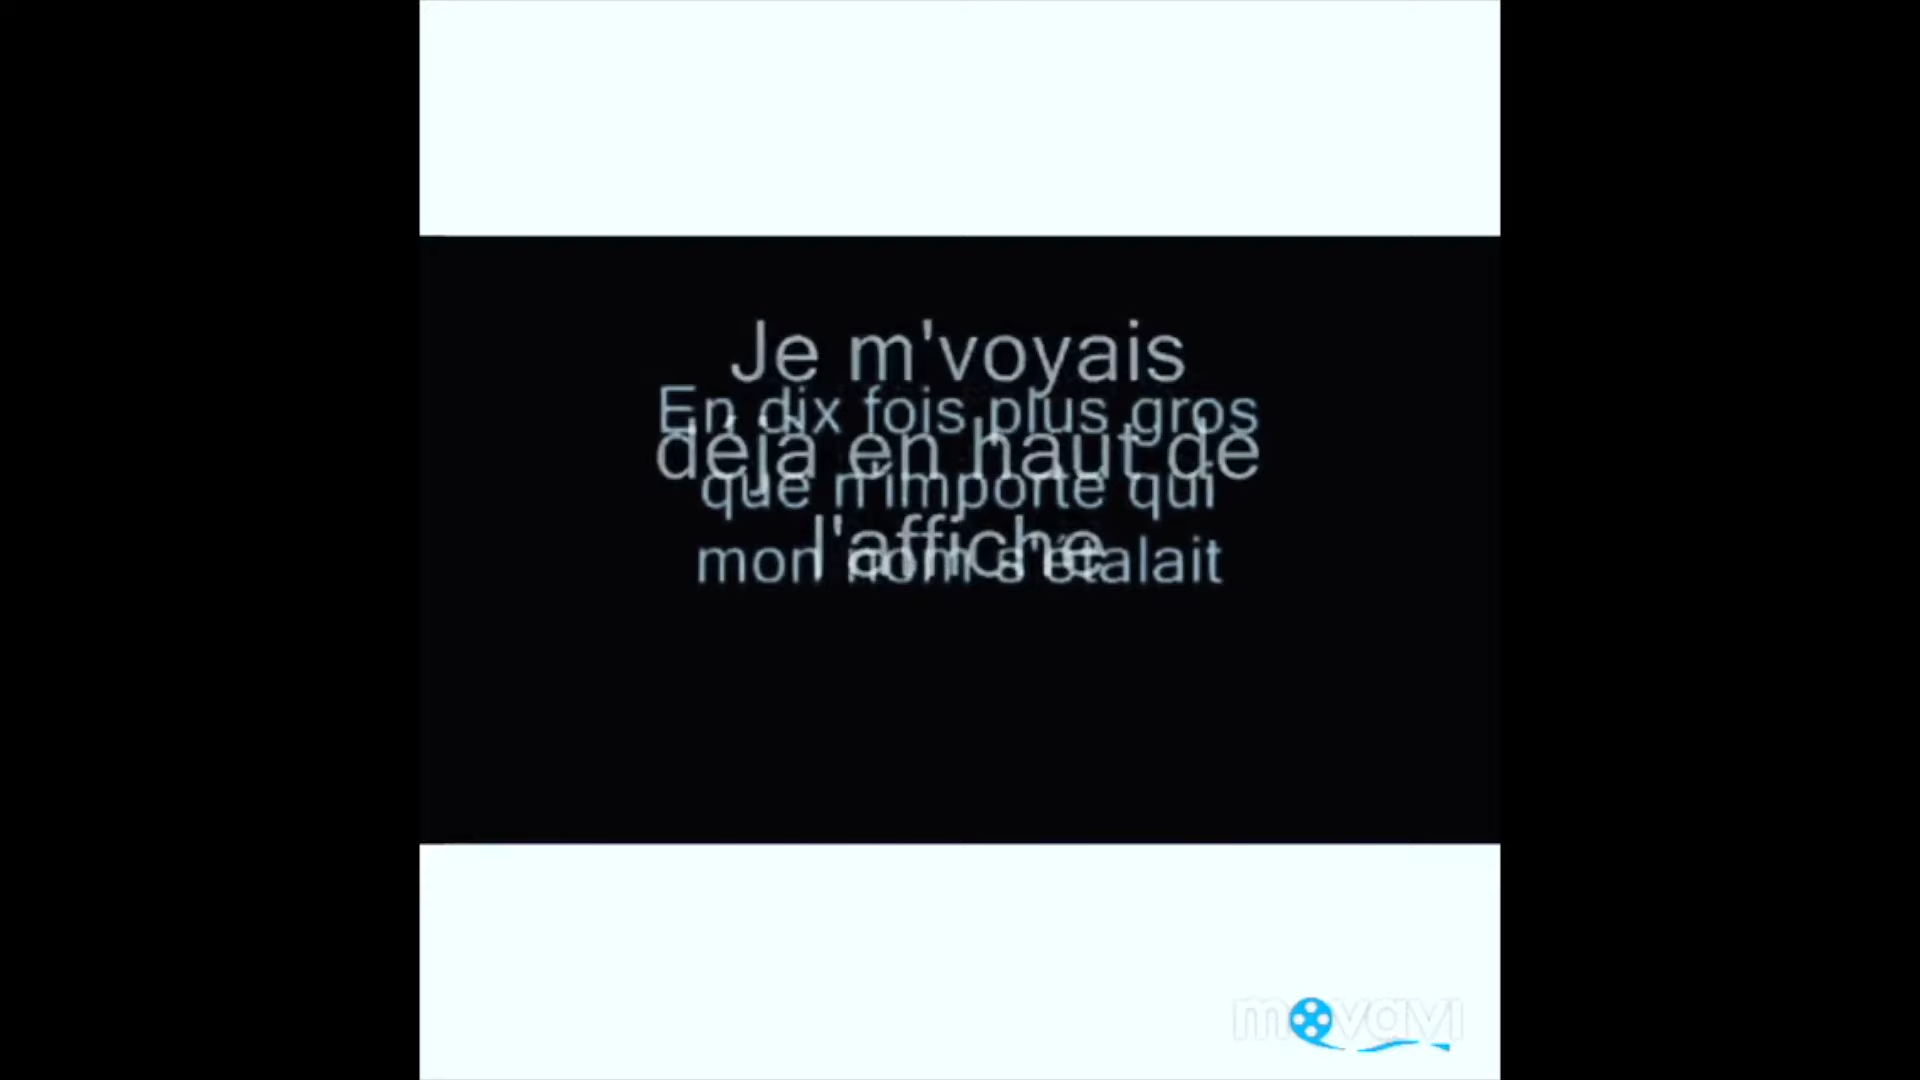 Je m'voyais
déjà en haut de
l'affiche
En dix fois plus gros
que n'importe qui
mon nom s'étalait
movavi